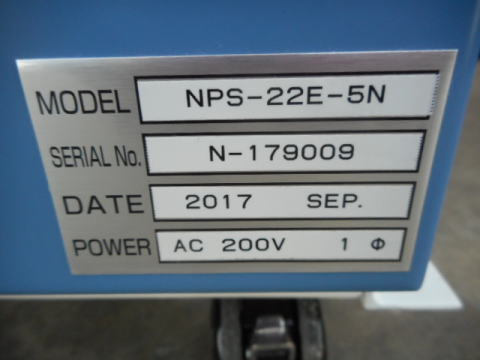 MODEL NPS-22E-5N
SERIAL No. N-179009
DATE 2017 SEP.
POWER AC 200V 1 Φ